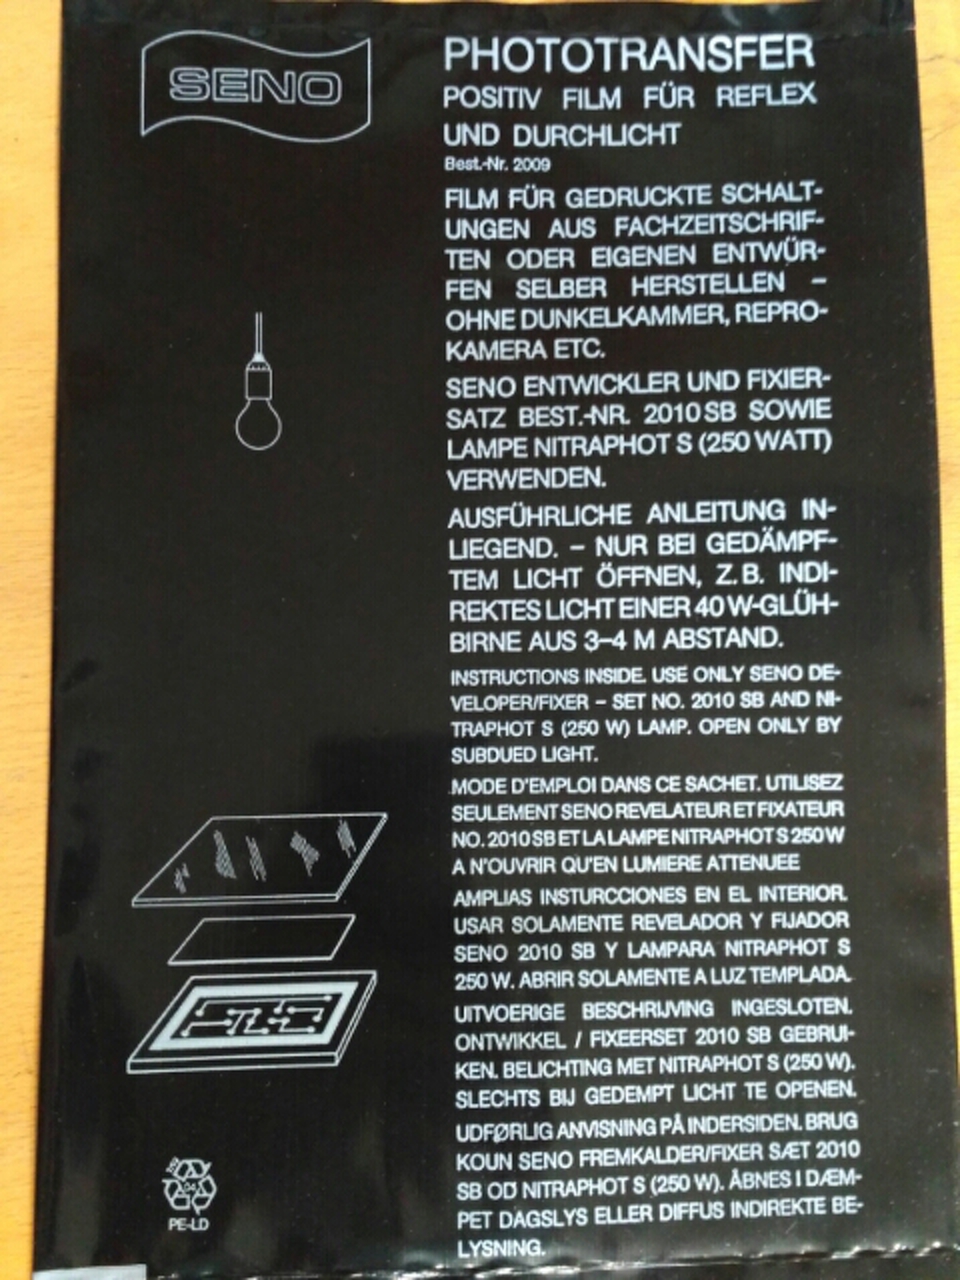 SENO
PHOTOTRANSFER
POSITIV FILM FÜR REFLEX
UND DURCHLICHT
Best.-Nr. 2009
FILM FÜR GEDRUCKTE SCHALT-
UNGEN AUS FACHZEITSCHRIF-
TEN ODER EIGENEN ENTWÜR-
FEN SELBER HERSTELLEN –
OHNE DUNKELKAMMER, REPRO-
KAMERA ETC.
SENO ENTWICKLER UND FIXIER-
SATZ BEST.-NR. 2010 SB SOWIE
LAMPE NITRAPHOT S (250 WATT)
VERWENDEN.
AUSFÜHRLICHE ANLEITUNG IN-
LIEGEND. – NUR BEI GEDÄMPF-
TEM LICHT ÖFFNEN, Z.B. INDI-
REKTES LICHT EINER 40 W-GLÜH-
BIRNE AUS 3–4 M ABSTAND.
INSTRUCTIONS INSIDE. USE ONLY SENO DE-
VELOPER/FIXER – SET NO. 2010 SB AND NI-
TRAPHOT S (250 W) LAMP. OPEN ONLY BY
SUBDUED LIGHT.
MODE D'EMPLOI DANS CE SACHET. UTILISEZ
SEULEMENT SENO REVELATEUR ET FIXATEUR
NO. 2010 SB ET LA LAMPE NITRAPHOT S 250 W
A N'OUVRIR QU'EN LUMIERE ATTENUEE
AMPLIAS INSTURCCIONES EN EL INTERIOR.
USAR SOLAMENTE REVELADOR Y FIJADOR
SENO 2010 SB Y LAMPARA NITRAPHOT S
250 W. ABRIR SOLAMENTE A LUZ TEMPLADA.
UITVOERIGE BESCHRIJVING INGESLOTEN.
ONTWIKKEL / FIXEERSET 2010 SB GEBRUI-
KEN. BELICHTING MET NITRAPHOT S (250 W).
SLECHTS BIJ GEDEMPT LICHT TE OPENEN.
UDFØRLIG ANVISNING PÅ INDERSIDEN. BRUG
KOUN SENO FREMKALDER/FIXER SÆT 2010
SB OD NITRAPHOT S (250 W). ÅBNES I DÆM-
PET DAGSLYS ELLER DIFFUS INDIREKTE BE-
LYSNING.
04
PE-LD